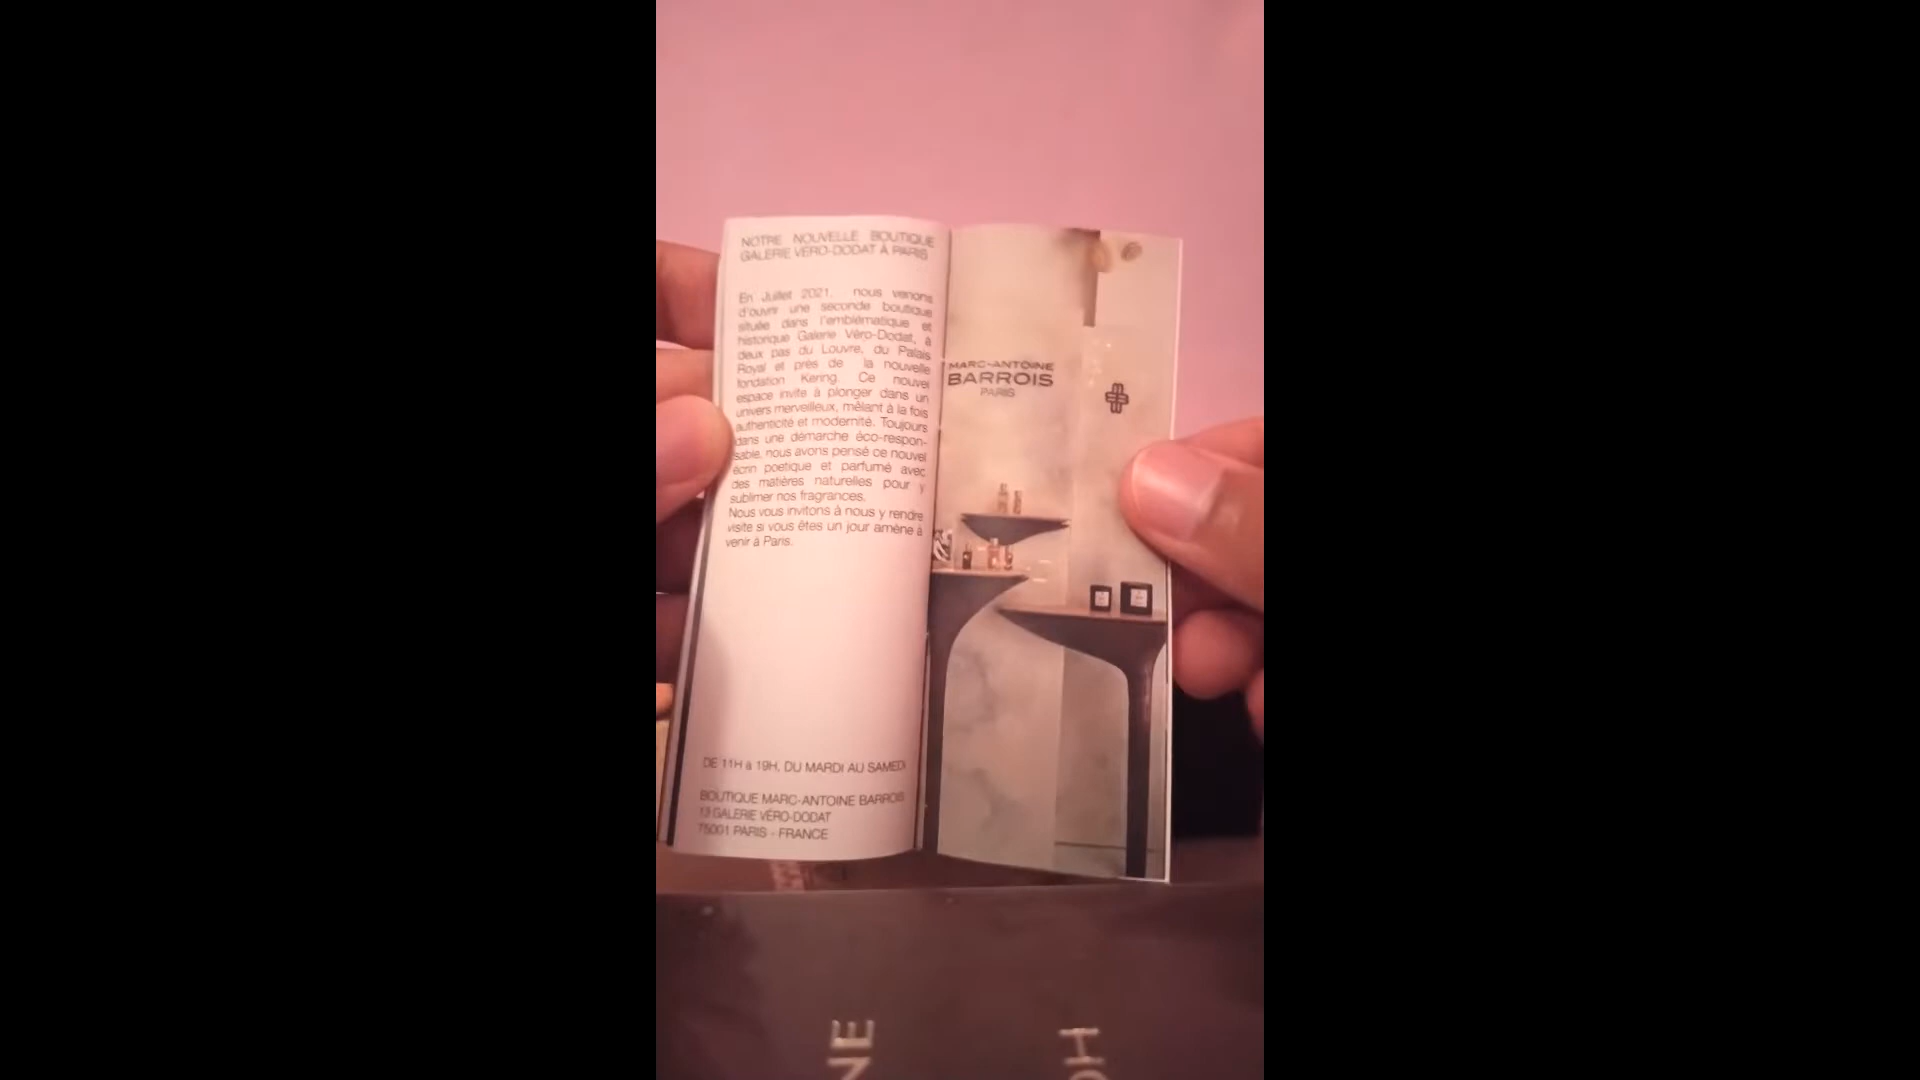 NOTRE NOUVELLE BOUTIQUE
GALERIE VÉRO-DODAT À PARIS
En Juillet 2021, nous venons
d'ouvrir une seconde boutique
située dans l'emblématique et
historique Galerie Véro-Dodat, à
deux pas du Louvre, du Palais
Royal et près de la nouvelle
fondation Kering. Ce nouvel
espace invite à plonger dans un
univers merveilleux, mêlant à la fois
authenticité et modernité. Toujours
dans une démarche éco-respon-
sable, nous avons pensé ce nouvel
écrin poetique et parfumé avec
des matières naturelles pour y
sublimer nos fragrances.
Nous vous invitons à nous y rendre
visite si vous êtes un jour amène à
venir à Paris.
DE 11H à 19H, DU MARDI AU SAMEDI
BOUTIQUE MARC-ANTOINE BARROIS
13 GALERIE VÉRO-DODAT
75001 PARIS - FRANCE
MARC-ANTOINE
BARROIS
PARIS
NE
OH